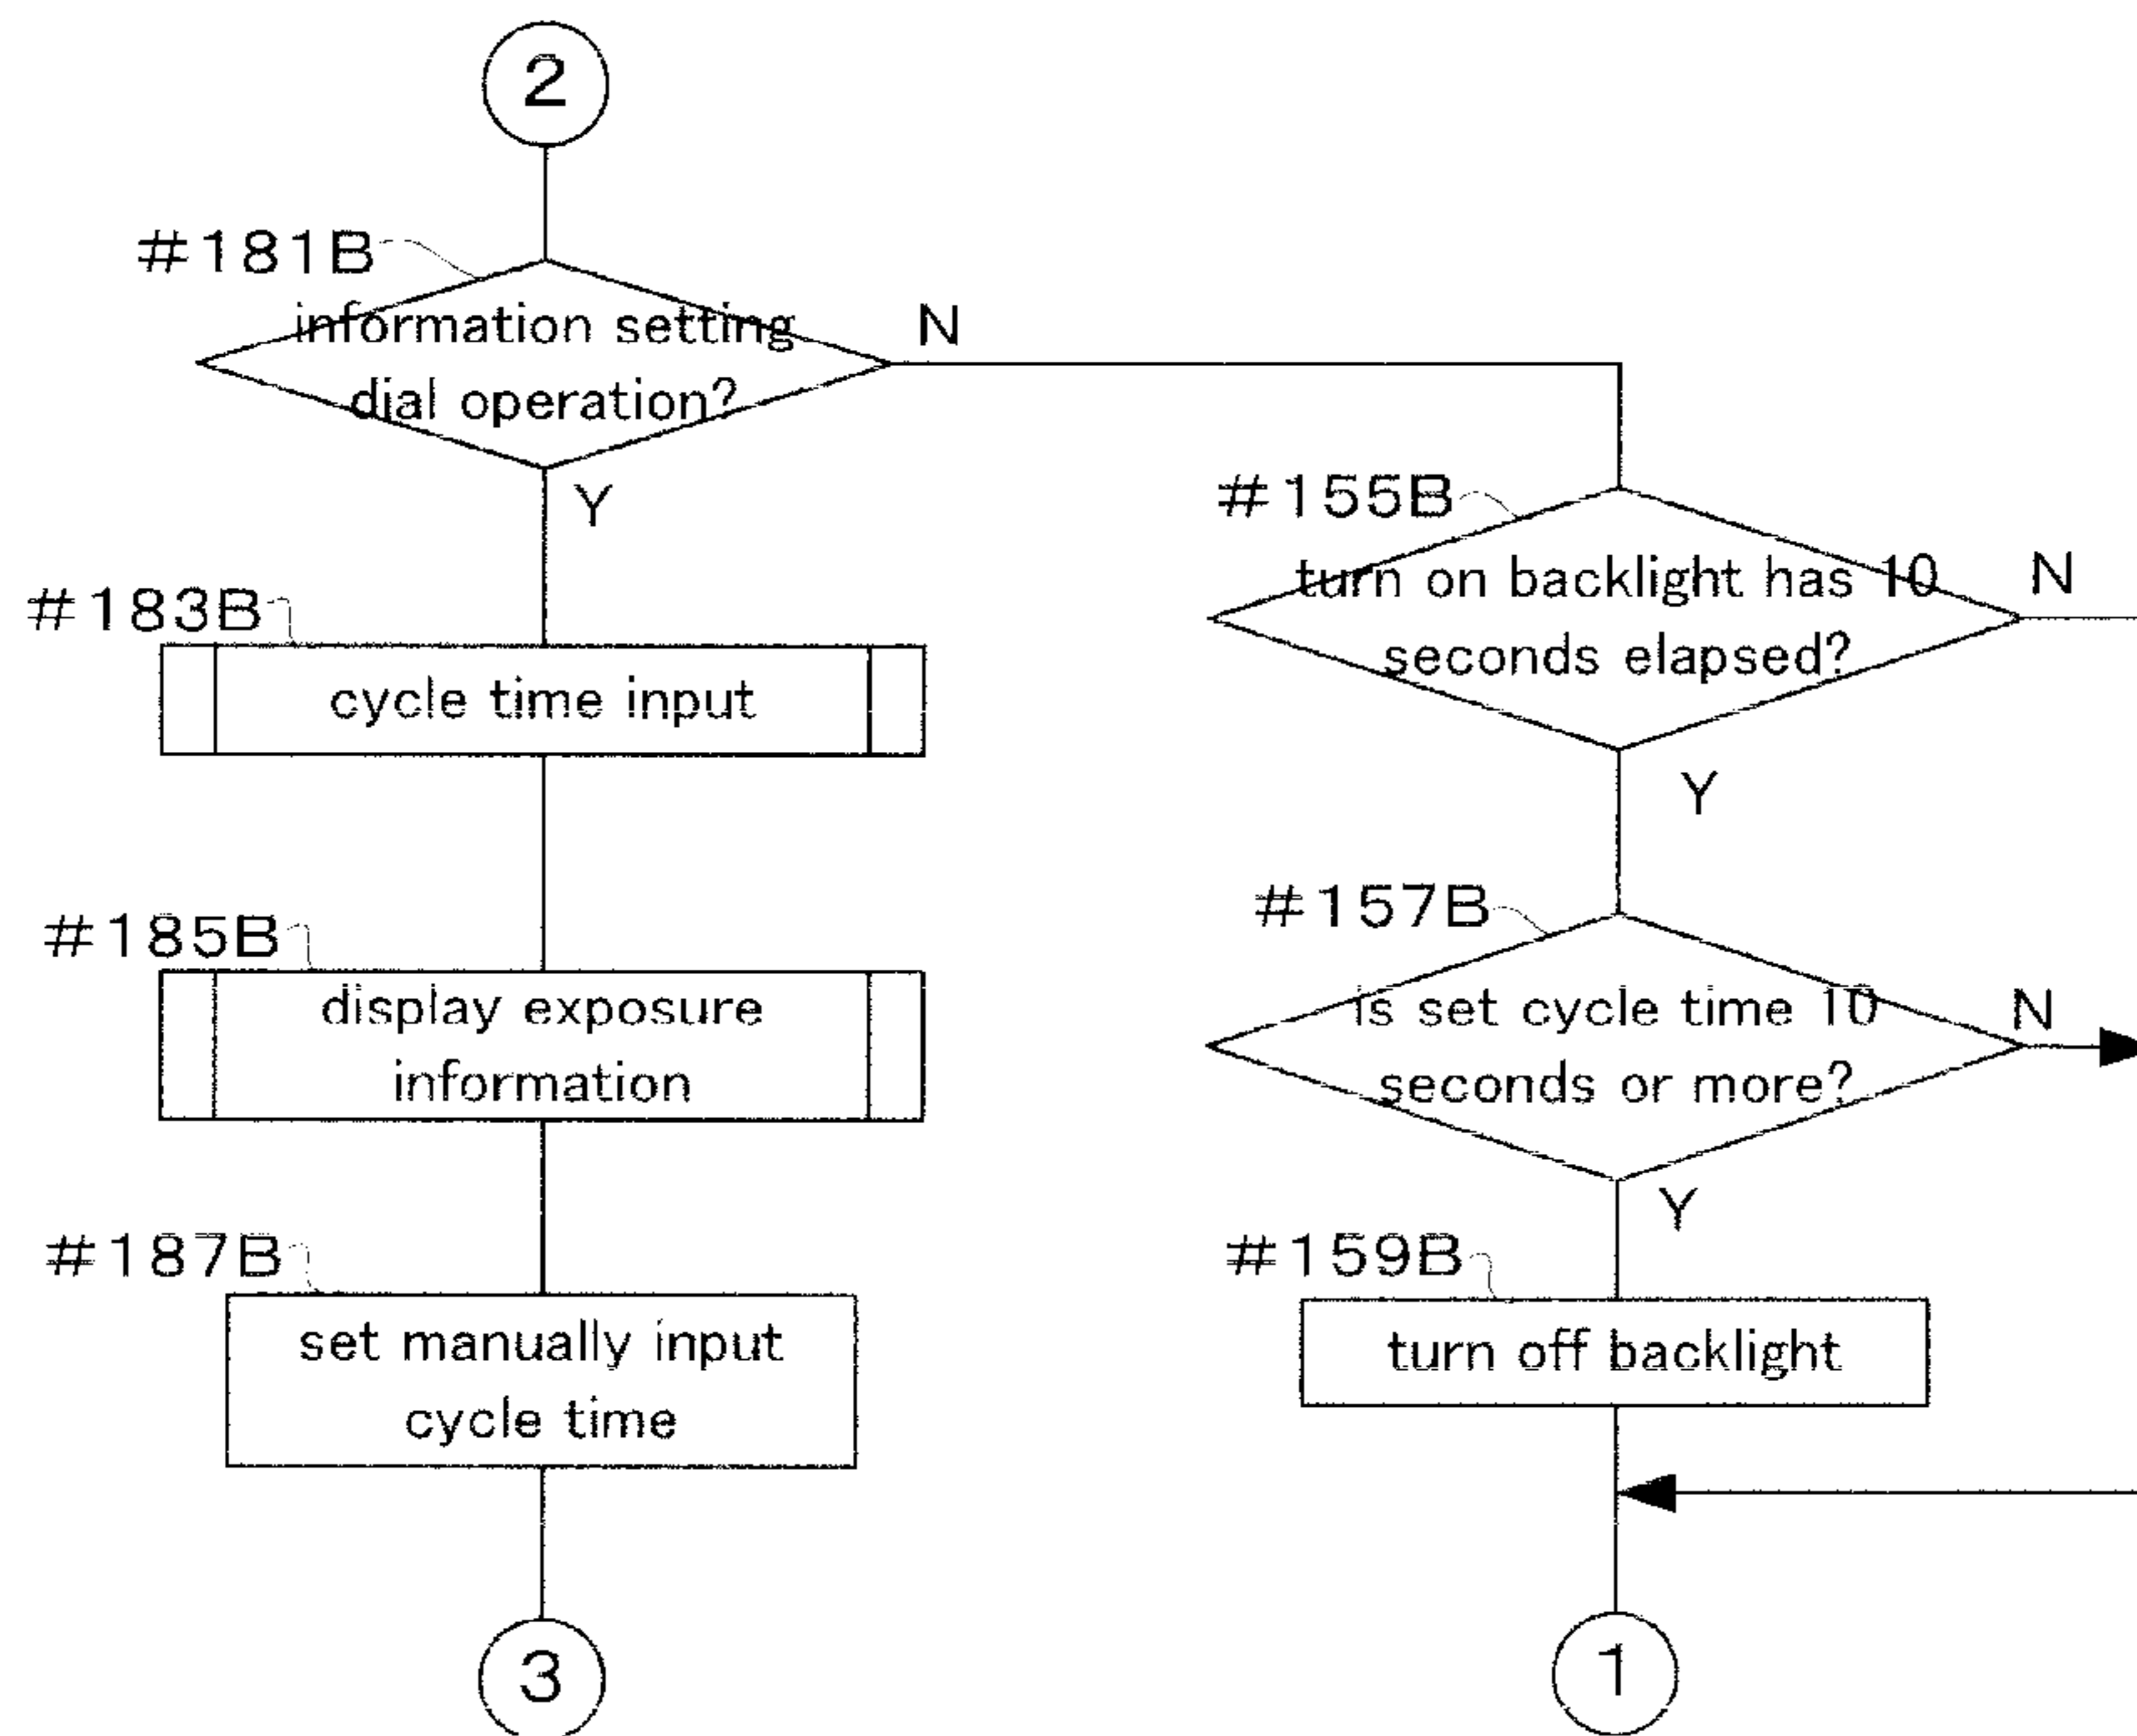 2
#181B
information setting
dial operation?
N
Y
#183B
cycle time input
#185B
display exposure
information
#187B
set manually input
cycle time
3
#155B
turn on backlight has 10
seconds elapsed?
N
Y
#157B
is set cycle time 10
seconds or more?
N
Y
#159B
turn off backlight
1